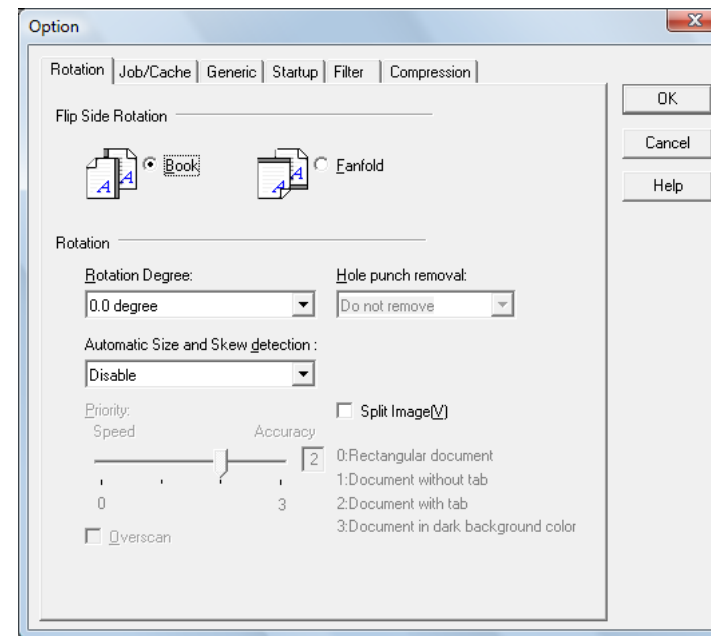 Option
Rotation Job/Cache Generic Startup Filter Compression
OK
Cancel
Help
Flip Side Rotation
A A Book A A Fanfold
Rotation
Rotation Degree: Hole punch removal:
0.0 degree Do not remove
Automatic Size and Skew detection :
Disable
Priority: Split Image(V)
Speed Accuracy
2
0:Rectangular document
1:Document without tab
0 3 2:Document with tab
3:Document in dark background color
Overscan